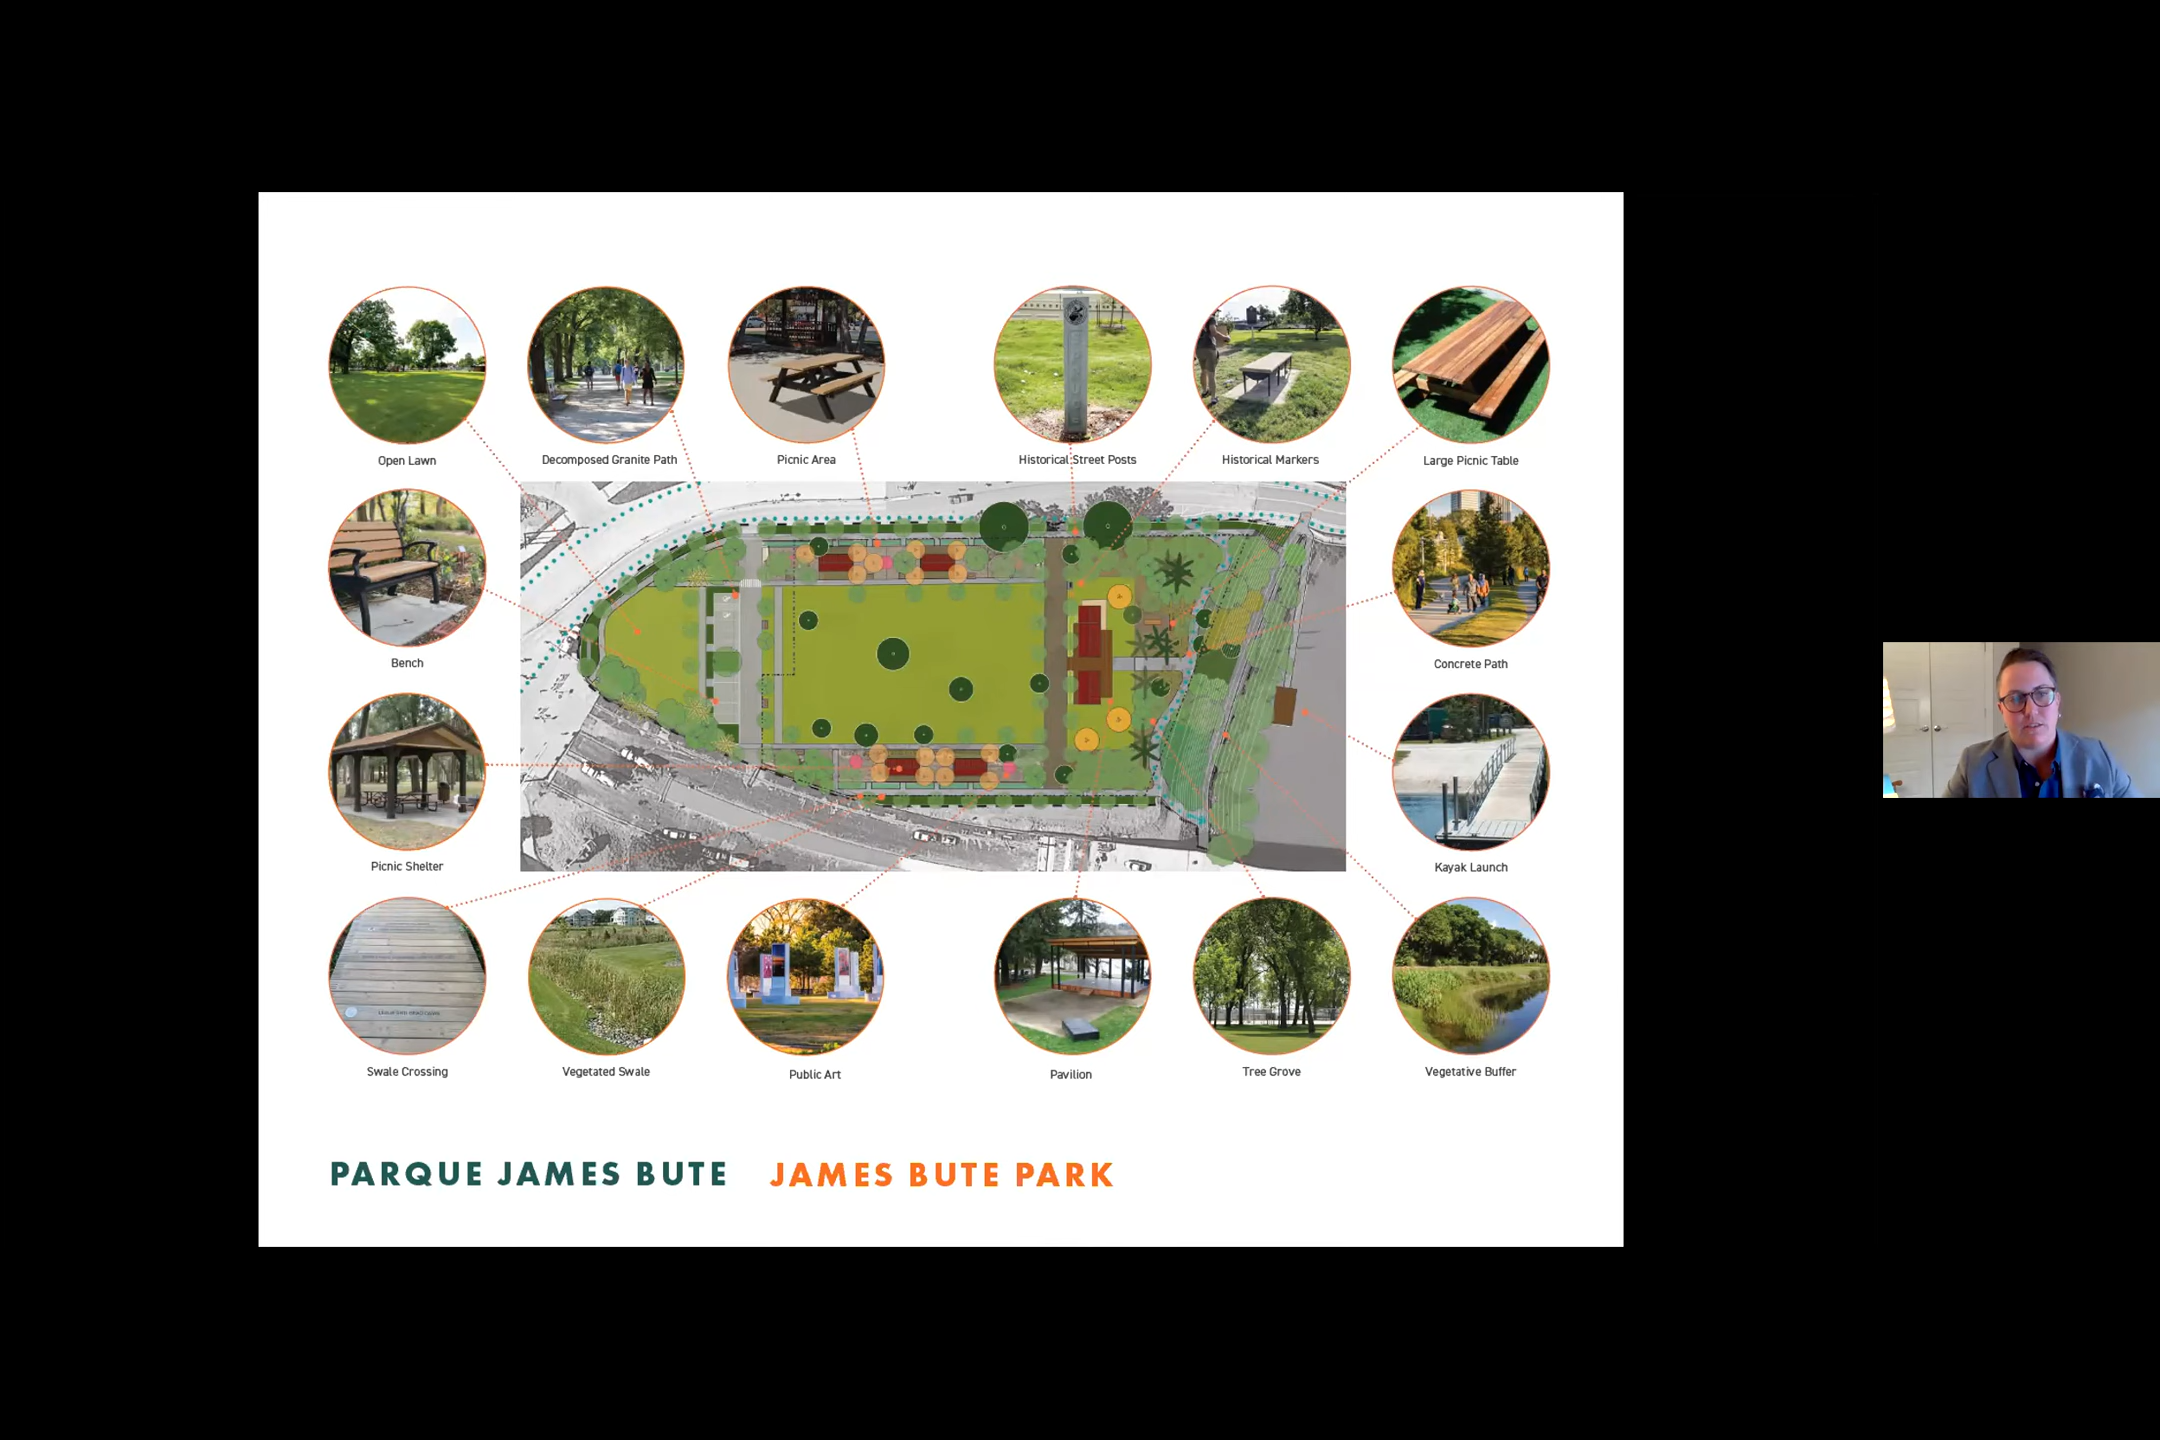 Open Lawn
Decomposed Granite Path
Picnic Area
Historical Street Posts
Historical Markers
Large Picnic Table
Bench
Concrete Path
Picnic Shelter
Kayak Launch
Swale Crossing
Vegetated Swale
Public Art
Pavilion
Tree Grove
Vegetative Buffer
PARQUE JAMES BUTE JAMES BUTE PARK